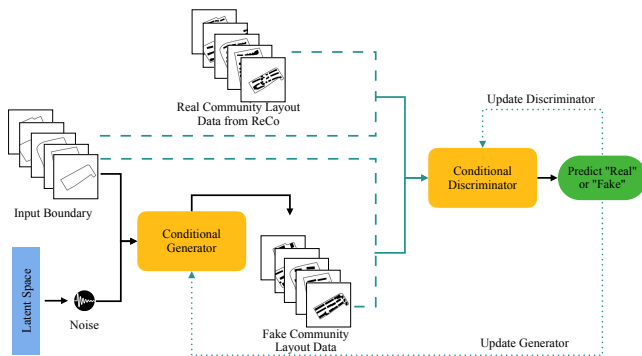 Real Community Layout
Data from ReCo
Update Discriminator
Conditional
Discriminator
Predict "Real"
or "Fake"
Input Boundary
Conditional
Generator
Latent Space
Noise
Fake Community
Layout Data
Update Generator